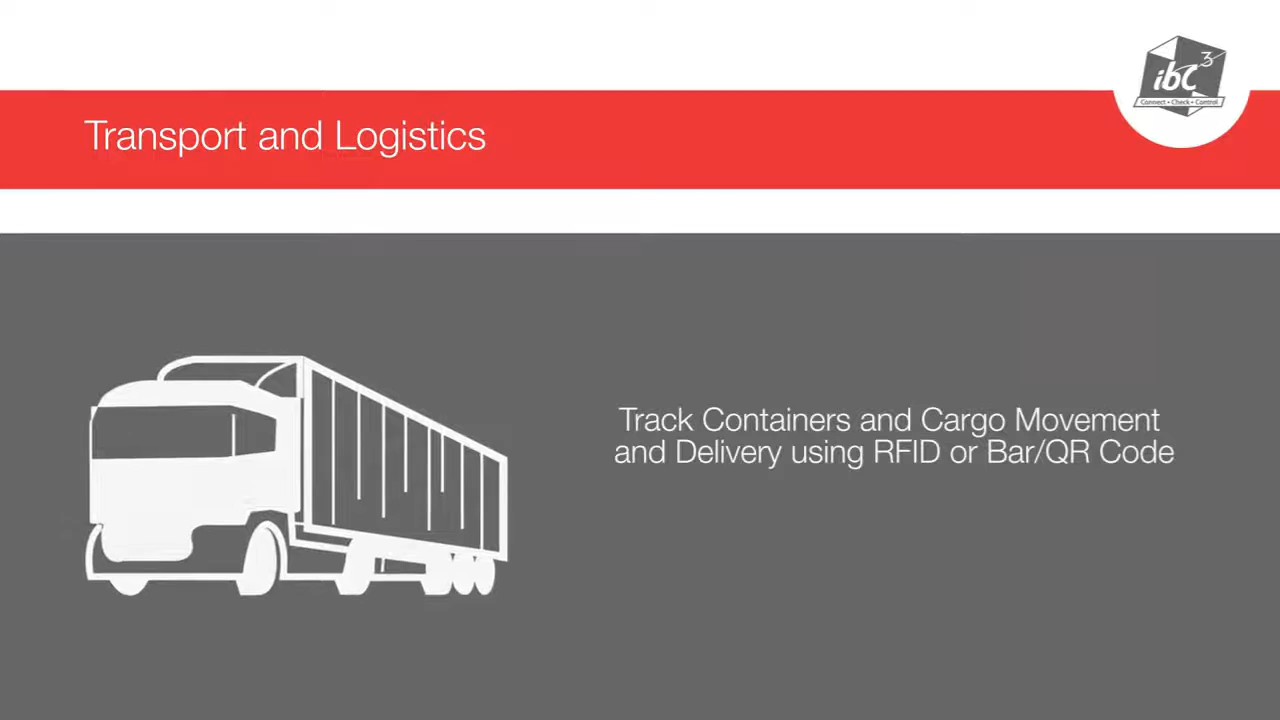 ibC3
Connect • Check • Control
Transport and Logistics
Track Containers and Cargo Movement
and Delivery using RFID or Bar/QR Code